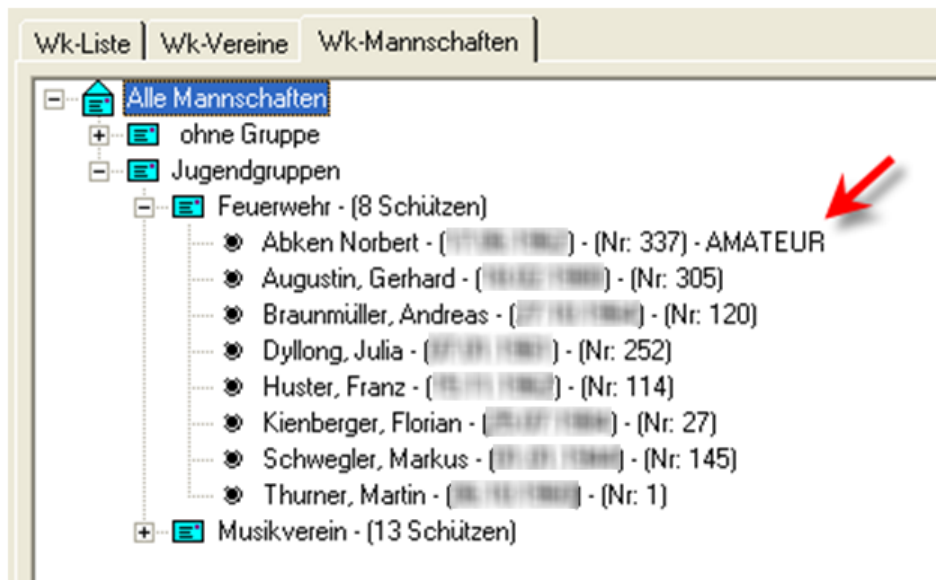 Wk-Liste Wk-Vereine Wk-Mannschaften
Alle Mannschaften
ohne Gruppe
Jugendgruppen
Feuerwehr - (8 Schützen)
Abken Norbert - () - (Nr: 337) - AMATEUR
Augustin, Gerhard - () - (Nr: 305)
Braunmüller, Andreas - () - (Nr: 120)
Dyllong, Julia - () - (Nr: 252)
Huster, Franz - () - (Nr: 114)
Kienberger, Florian - () - (Nr: 27)
Schwegler, Markus - () - (Nr: 145)
Thurner, Martin - () - (Nr: 1)
Musikverein - (13 Schützen)